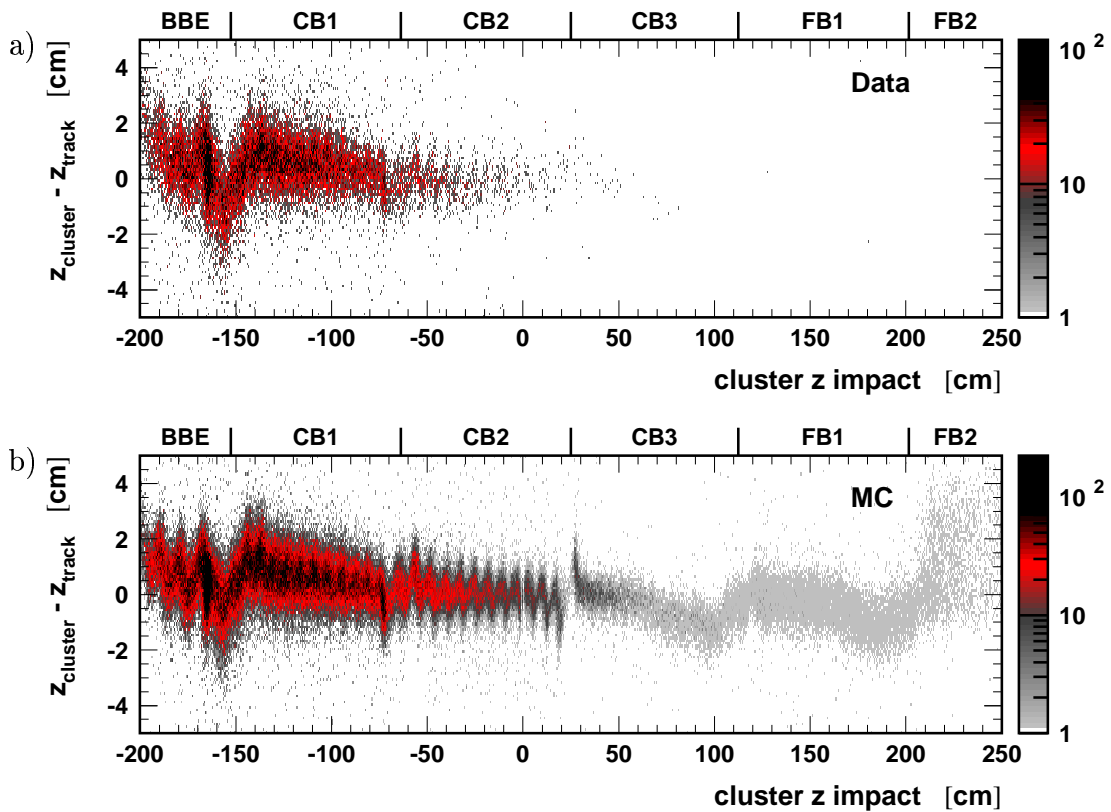 BBE CB1 CB2 CB3 FB1 FB2
a)
z_cluster - z_track [cm]
Data
4
2
0
-2
-4
10^2
10
1
-200 -150 -100 -50 0 50 100 150 200 250
cluster z impact [cm]
BBE CB1 CB2 CB3 FB1 FB2
b)
z_cluster - z_track [cm]
MC
4
2
0
-2
-4
10^2
10
1
-200 -150 -100 -50 0 50 100 150 200 250
cluster z impact [cm]